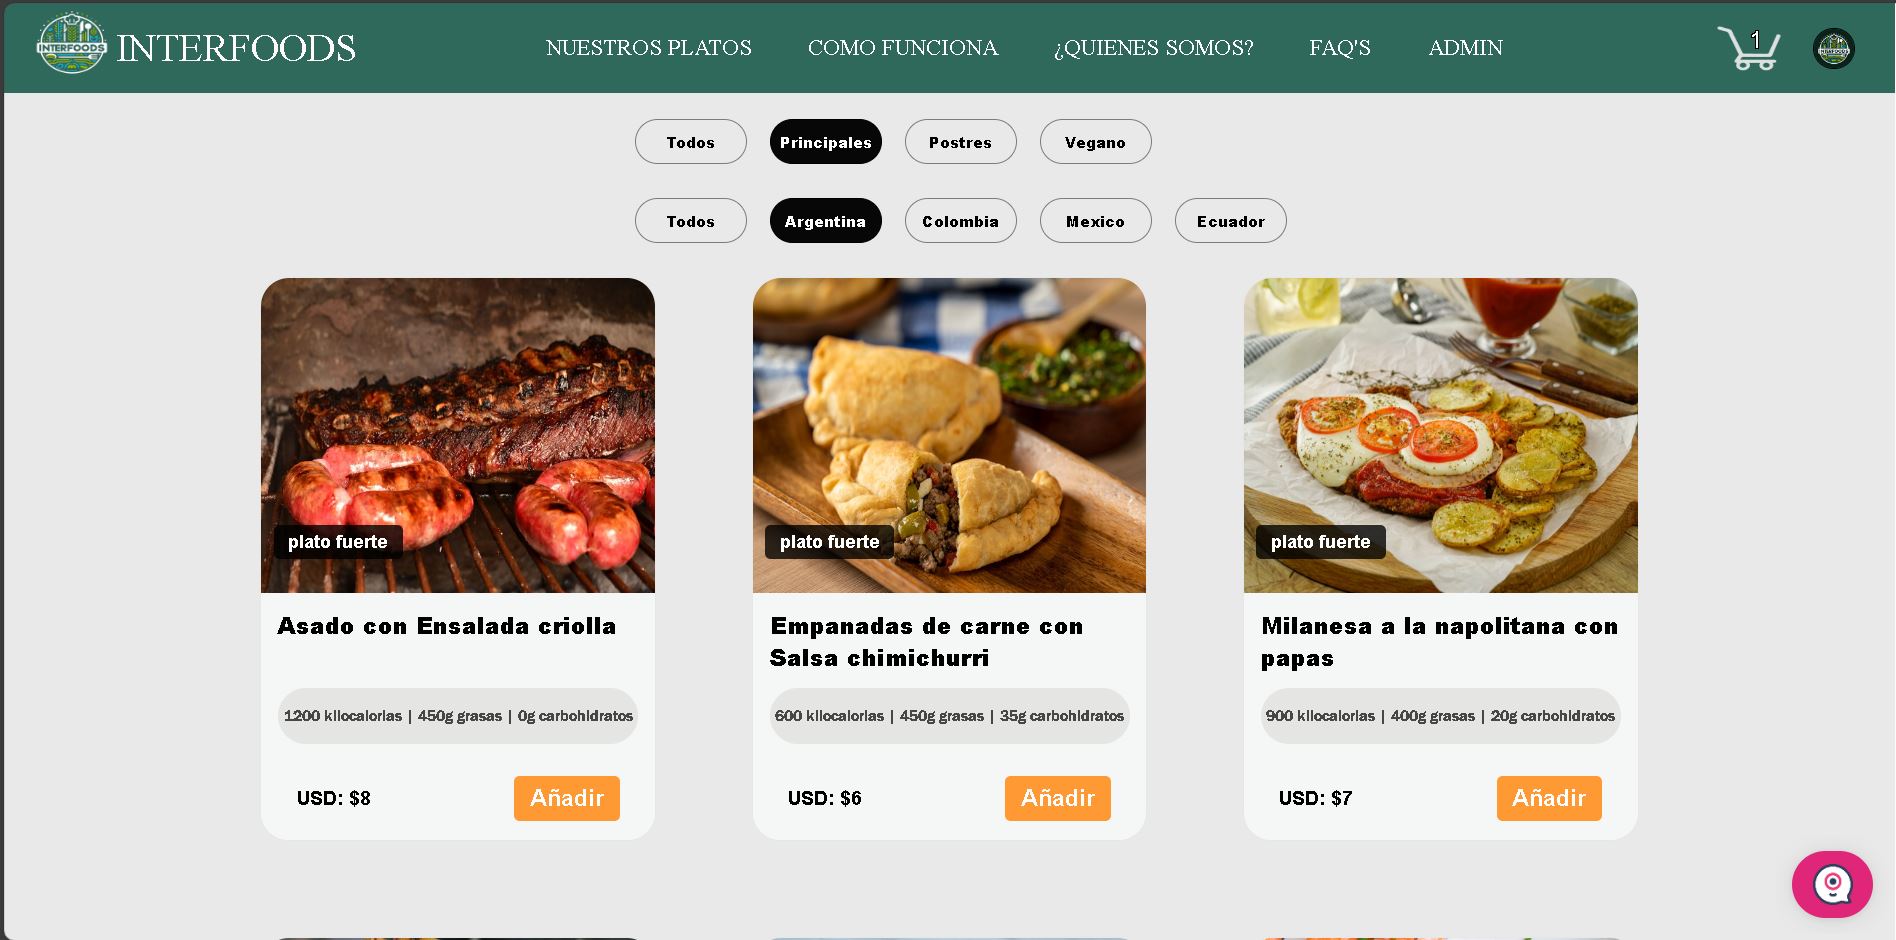 INTERFOODS
INTERFOODS
NUESTROS PLATOS
COMO FUNCIONA
¿QUIENES SOMOS?
FAQ'S
ADMIN
1
Todos
Principales
Postres
Vegano
Todos
Argentina
Colombia
Mexico
Ecuador
plato fuerte
Asado con Ensalada criolla
1200 kilocalorias | 450g grasas | 0g carbohidratos
USD: $8
Añadir
plato fuerte
Empanadas de carne con
Salsa chimichurri
600 kilocalorias | 450g grasas | 35g carbohidratos
USD: $6
Añadir
plato fuerte
Milanesa a la napolitana con
papas
900 kilocalorias | 400g grasas | 20g carbohidratos
USD: $7
Añadir